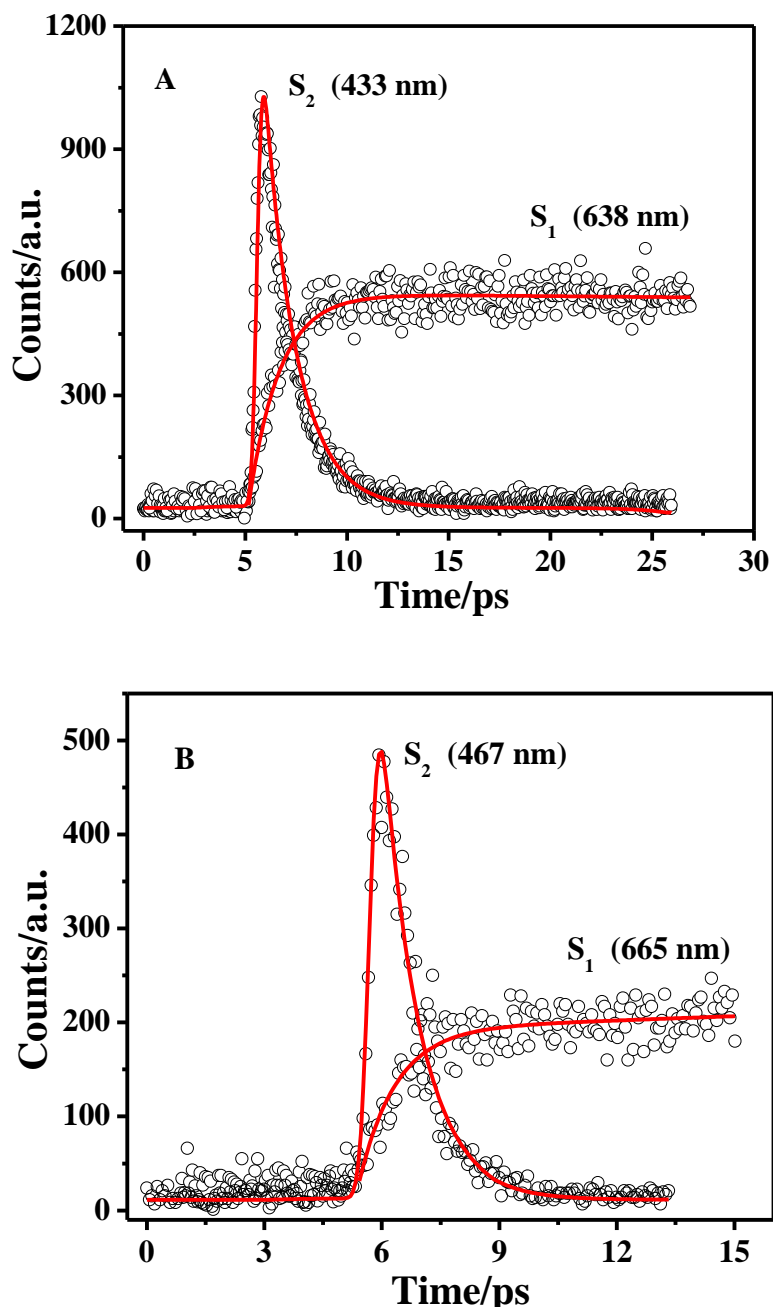 1200
A
S₂ (433 nm)
900
S₁ (638 nm)
600
300
0
Counts/a.u.
0 5 10 15 20 25 30
Time/ps
500
B
S₂ (467 nm)
400
300
S₁ (665 nm)
200
100
0
Counts/a.u.
0 3 6 9 12 15
Time/ps